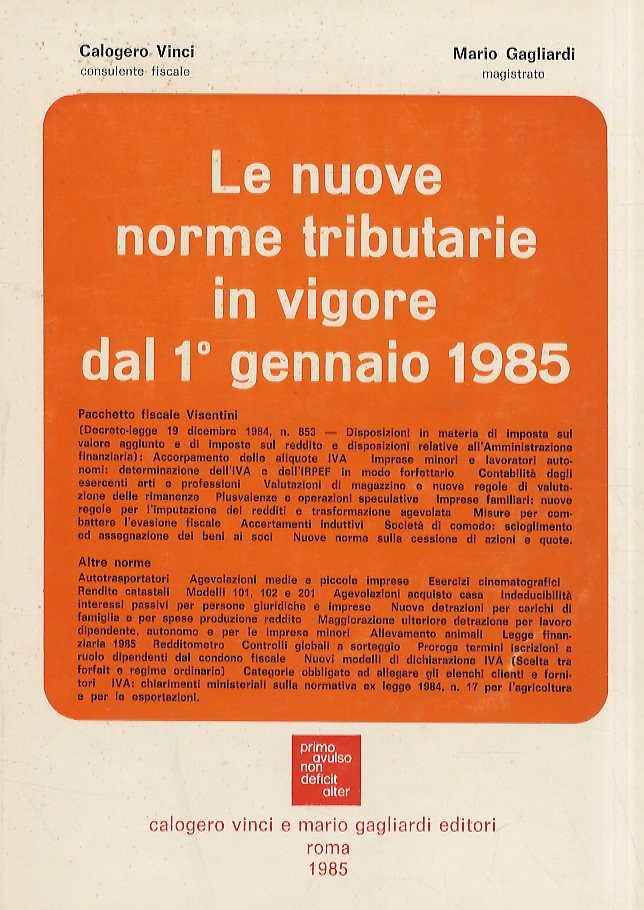 Calogero Vinci
consulente fiscale
Mario Gagliardi
magistrato
Le nuove
norme tributarie
in vigore
dal 1° gennaio 1985
Pacchetto fiscale Visentini
(Decreto-legge 19 dicembre 1984, n. 853 — Disposizioni in materia di imposta sul
valore aggiunto e di imposte sul reddito e disposizioni relative all'Amministrazione
finanziaria): Accorpamento delle aliquote IVA Imprese minori e lavoratori auto-
nomi: determinazione dell'IVA e dell'IRPEF in modo forfettario Contabilità degli
esercenti arti e professioni Valutazioni di magazzino e nuove regole di valuta-
zione delle rimanenze Plusvalenze e operazioni speculative Imprese familiari: nuove
regole per l'imputazione dei redditi e trasformazione agevolata Misure per com-
battere l'evasione fiscale Accertamenti induttivi Società di comodo: scioglimento
ed assegnazione dei beni ai soci Nuove norme sulla cessione di azioni e quote.
Altre norme
Autotrasportatori Agevolazioni medie e piccole imprese Esercizi cinematografici
Rendite catastali Modelli 101, 102 e 201 Agevolazioni acquisto casa Indeducibilità
interessi passivi per persone giuridiche e imprese Nuove detrazioni per carichi di
famiglia e per spese produzione reddito Maggiorazione ulteriore detrazione per lavoro
dipendente, autonomo e per le imprese minori Allevamento animali Legge finan-
ziaria 1985 Redditometro Controlli globali a sorteggio Proroga termini iscrizioni a
ruolo dipendenti dal condono fiscale Nuovi modelli di dichiarazione IVA (Scelta tra
forfait e regime ordinario) Categorie obbligate ad allegare gli elenchi clienti e forni-
tori IVA: chiarimenti ministeriali sulla normativa ex legge 1984, n. 17 per l'agricoltura
e per le esportazioni.
primo
avulso
non
deficit
alter
calogero vinci e mario gagliardi editori
roma
1985